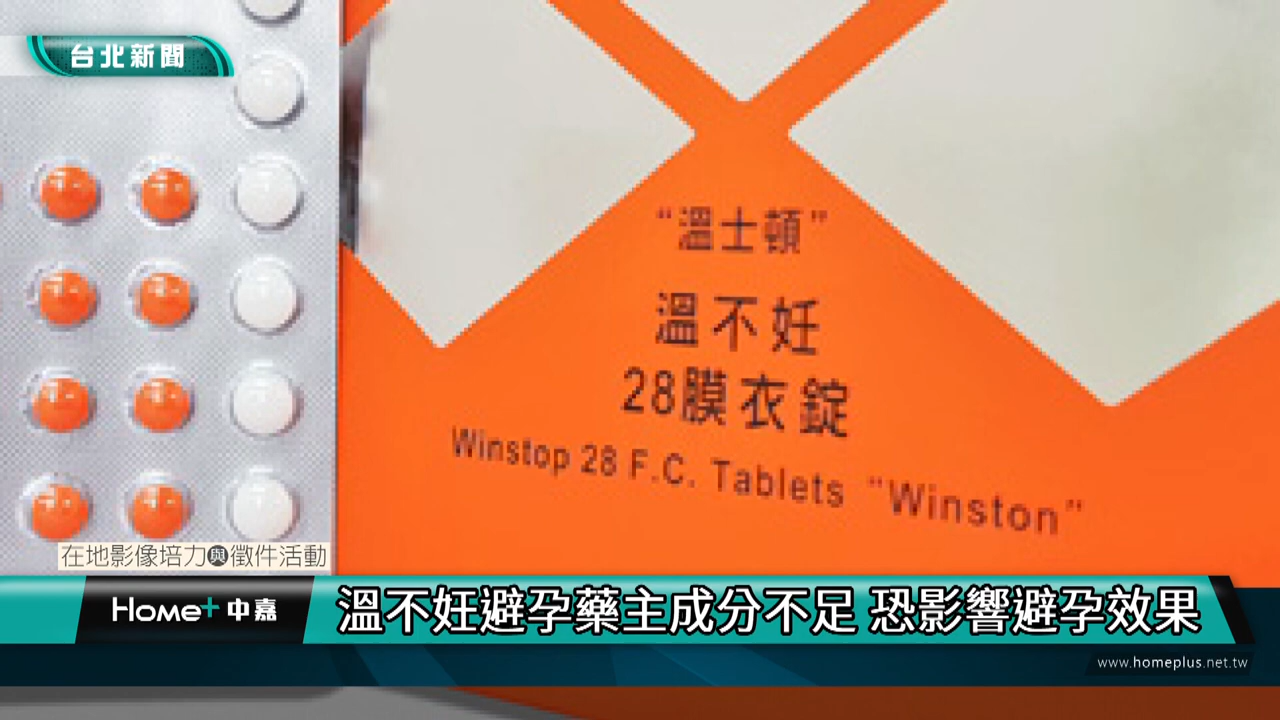 台北新聞
“溫士頓”
溫不妊
28膜衣錠
Winstop 28 F.C. Tablets “Winston”
在地影像培力與徵件活動
Home+ 中嘉
溫不妊避孕藥主成分不足 恐影響避孕效果
www.homeplus.net.tw